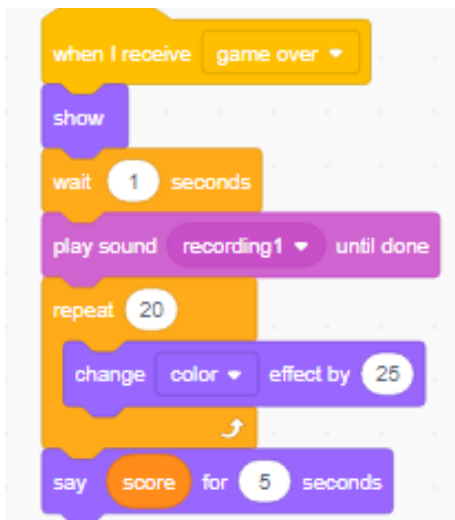 when I receive game over
show
wait 1 seconds
play sound recording1 until done
repeat 20
change color effect by 25
say score for 5 seconds